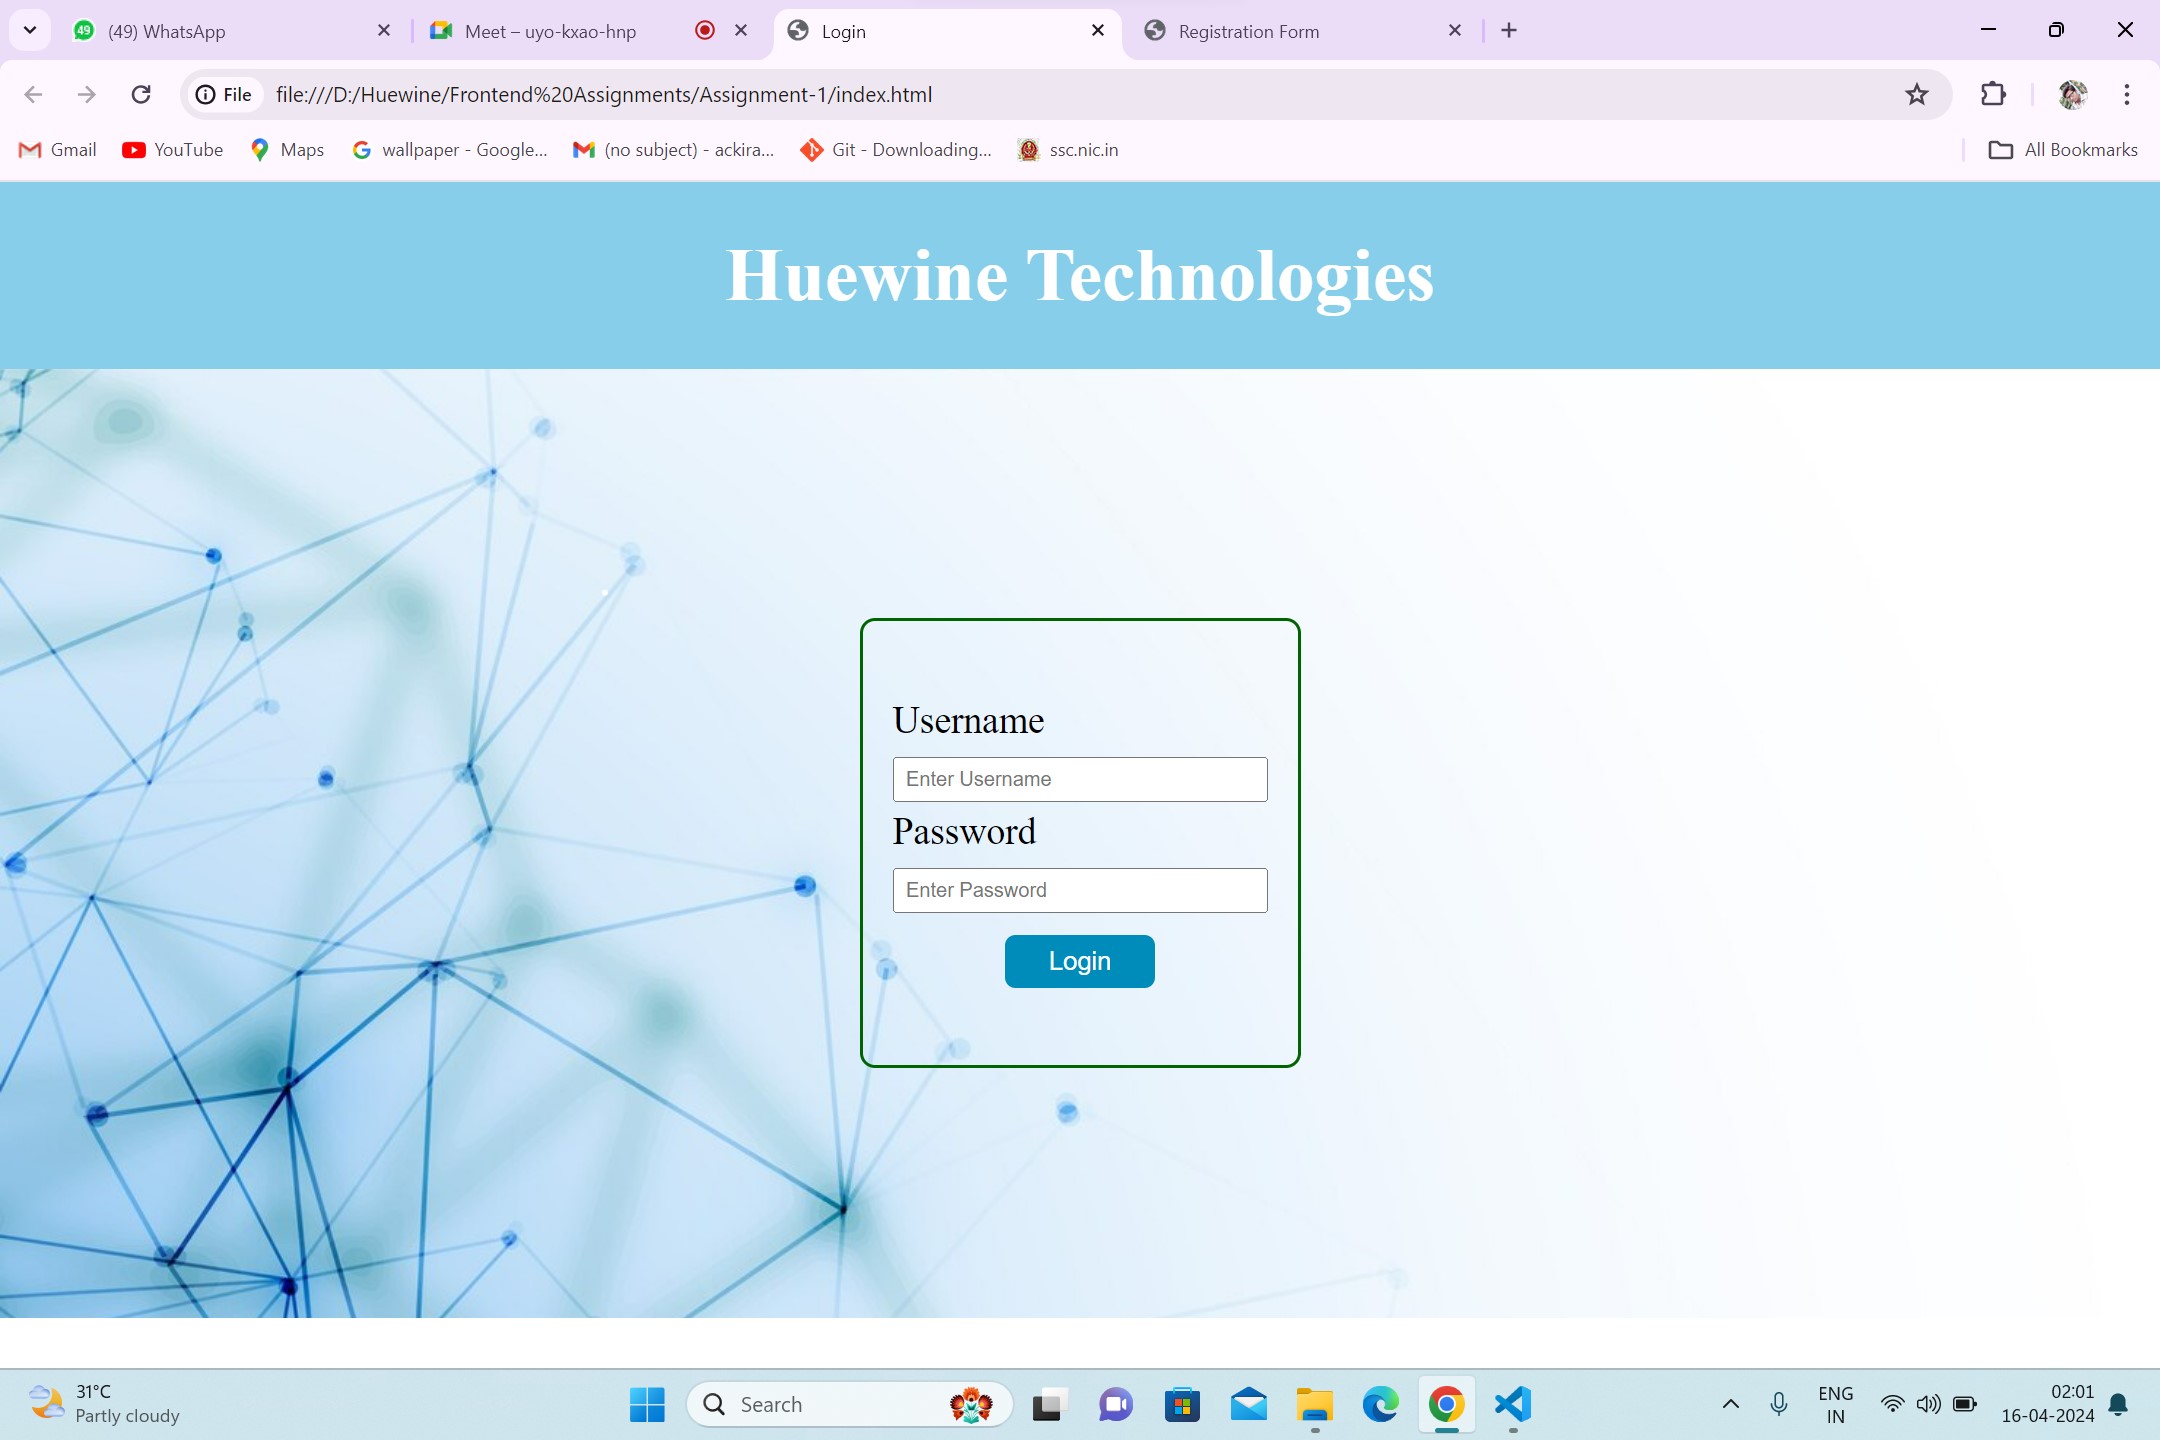 49 (49) WhatsApp
Meet – uyo-kxao-hnp
Login
Registration Form
File file:///D:/Huewine/Frontend%20Assignments/Assignment-1/index.html
Gmail YouTube Maps wallpaper - Google... (no subject) - ackira... Git - Downloading... ssc.nic.in All Bookmarks
Huewine Technologies
Username
Enter Username
Password
Enter Password
Login
31°C
Partly cloudy
Search
ENG
IN
02:01
16-04-2024